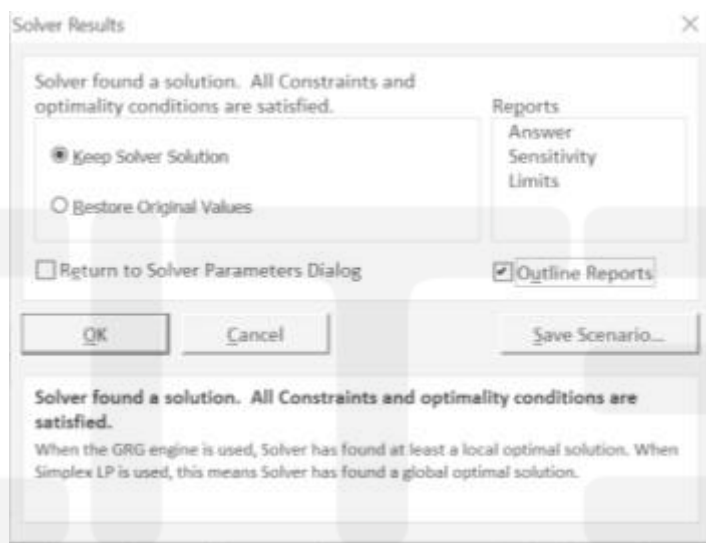 Solver Results
Solver found a solution. All Constraints and
optimality conditions are satisfied.
Reports
Answer
Sensitivity
Limits
Keep Solver Solution
Restore Original Values
Return to Solver Parameters Dialog
Outline Reports
OK
Cancel
Save Scenario...
Solver found a solution. All Constraints and optimality conditions are
satisfied.
When the GRG engine is used, Solver has found at least a local optimal solution. When
Simplex LP is used, this means Solver has found a global optimal solution.